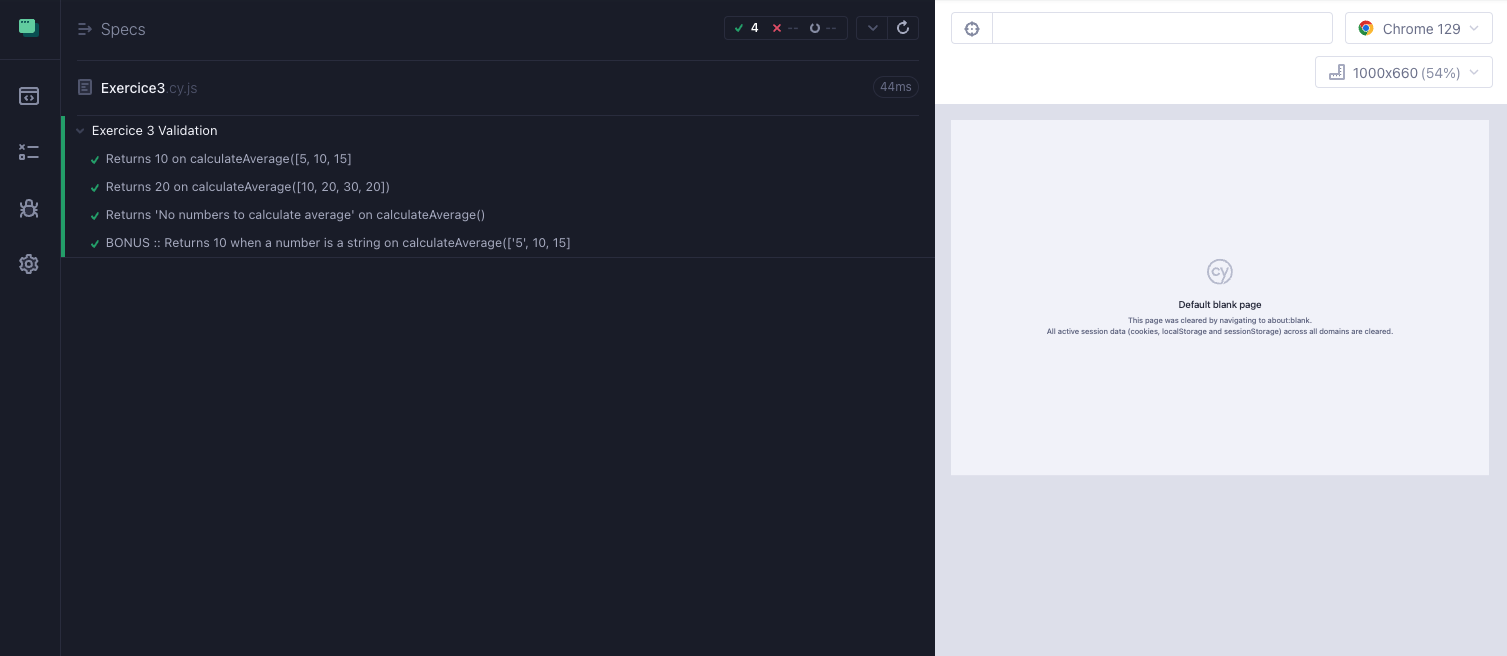 Specs
4 -- --
Exercice3.cy.js
44ms
Exercice 3 Validation
Returns 10 on calculateAverage([5, 10, 15]
Returns 20 on calculateAverage([10, 20, 30, 20])
Returns 'No numbers to calculate average' on calculateAverage()
BONUS :: Returns 10 when a number is a string on calculateAverage(['5', 10, 15]
Chrome 129
1000x660 (54%)
cy
Default blank page
This page was cleared by navigating to about:blank.
All active session data (cookies, localStorage and sessionStorage) across all domains are cleared.